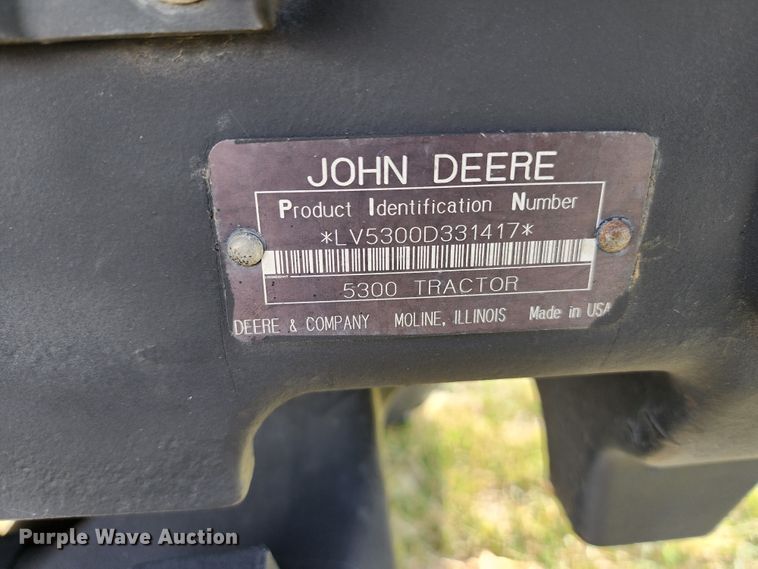 JOHN DEERE
Product Identification Number
*LV5300D331417*
5300 TRACTOR
DEERE & COMPANY MOLINE, ILLINOIS Made in USA
Purple Wave Auction